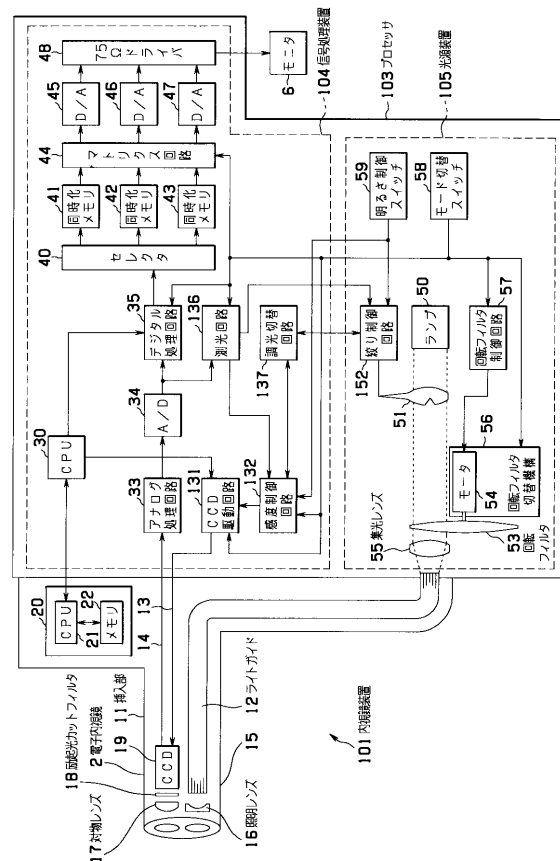 101 内視鏡装置
2 電子内視鏡
11 挿入部
12 ライトガイド
13
14
15
16 照明レンズ
17 対物レンズ
18 励起光カットフィルタ
19
CCD
20
CPU
21
メモリ
22
30
CPU
33
アナログ
処理回路
34
A/D
35
デジタル
処理回路
131
CCD
駆動回路
132
感度制御
回路
136
測光回路
137
調光切替
回路
40
セレクタ
41
同時化
メモリ
42
同時化
メモリ
43
同時化
メモリ
44
マトリクス回路
45
D/A
46
D/A
47
D/A
48
75Ωドライバ
6
モニタ
104 信号処理装置
103 プロセッサ
105 光源装置
59
明るさ制御
スイッチ
58
モード切替
スイッチ
50
ランプ
152
絞り制御
回路
51
57
回転フィルタ
制御回路
56
回転フィルタ
切替機構
54
モータ
53 回転
フィルタ
55 集光レンズ